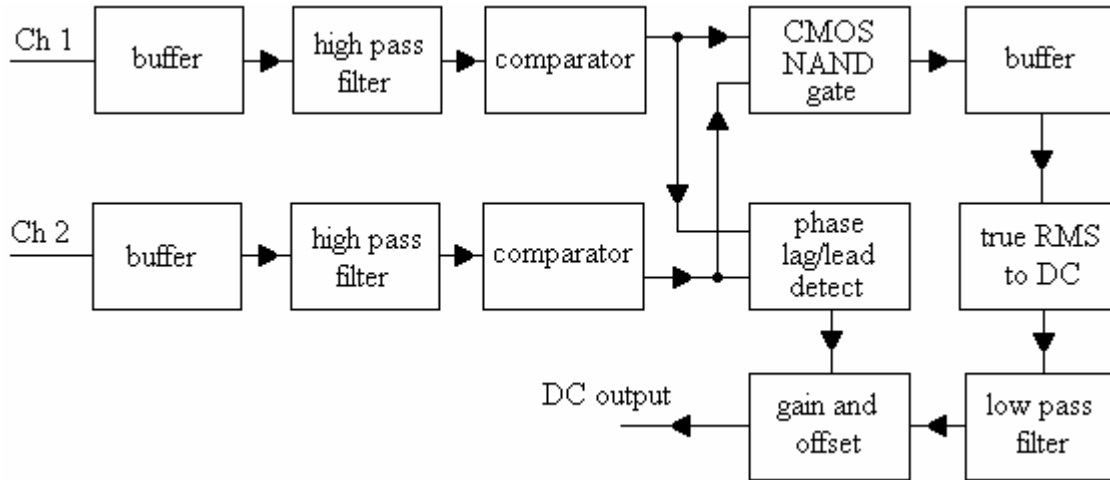 Ch 1
buffer
high pass
filter
comparator
CMOS
NAND
gate
buffer
Ch 2
buffer
high pass
filter
comparator
phase
lag/lead
detect
true RMS
to DC
DC output
gain and
offset
low pass
filter